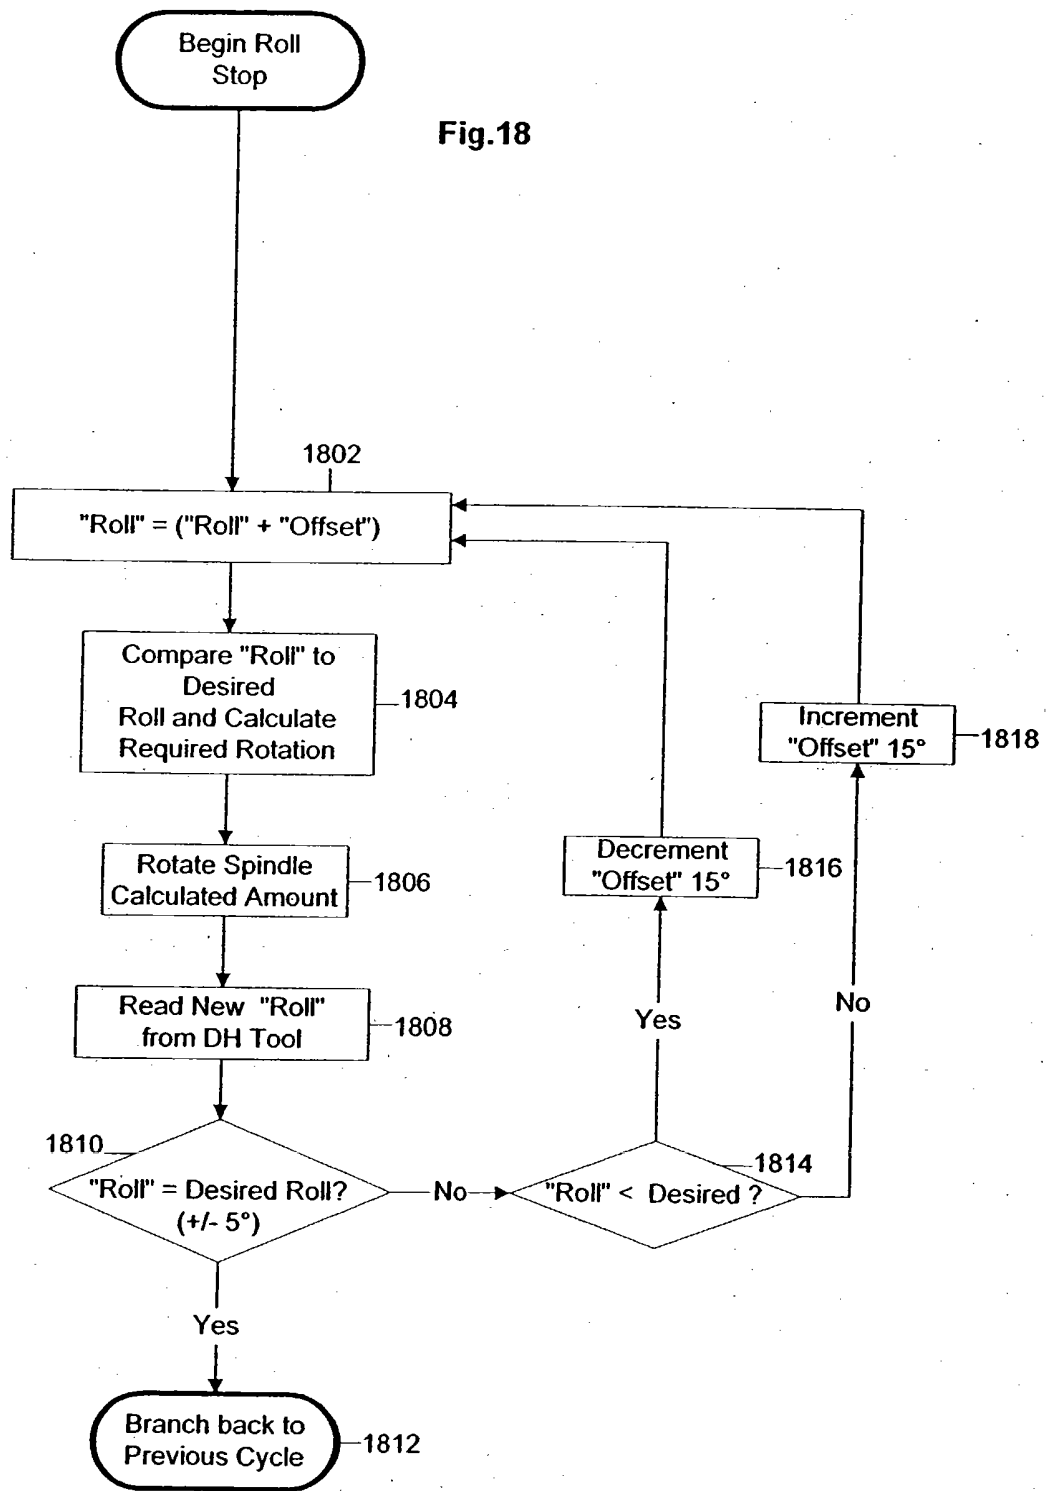 Begin Roll
Stop
Fig.18
1802
"Roll" = ("Roll" + "Offset")
Compare "Roll" to
Desired
Roll and Calculate
Required Rotation
1804
Increment
"Offset" 15°
1818
Rotate Spindle
Calculated Amount
1806
Decrement
"Offset" 15°
1816
Read New "Roll"
from DH Tool
1808
Yes
No
1810
"Roll" = Desired Roll?
(+/- 5°)
No
1814
"Roll" < Desired ?
Yes
Branch back to
Previous Cycle
1812